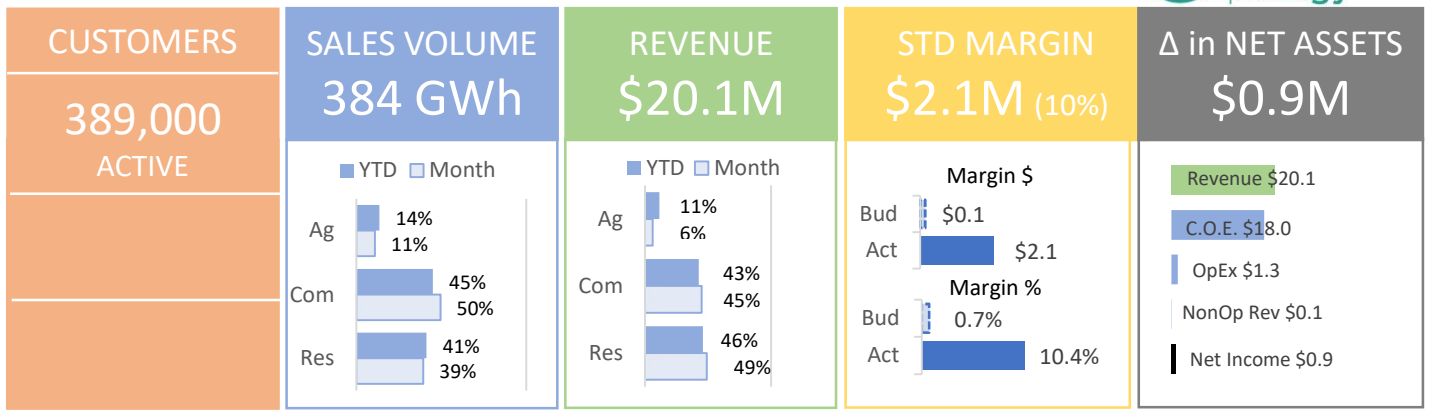 CUSTOMERS
389,000
ACTIVE
SALES VOLUME
384 GWh
YTD Month
Ag 14%
11%
Com 45%
50%
Res 41%
39%
REVENUE
$20.1M
YTD Month
Ag 11%
6%
Com 43%
45%
Res 46%
49%
STD MARGIN
$2.1M (10%)
Margin $
Bud $0.1
Act $2.1
Margin %
Bud 0.7%
Act 10.4%
Δ in NET ASSETS
$0.9M
Revenue $20.1
C.O.E. $18.0
OpEx $1.3
NonOp Rev $0.1
Net Income $0.9